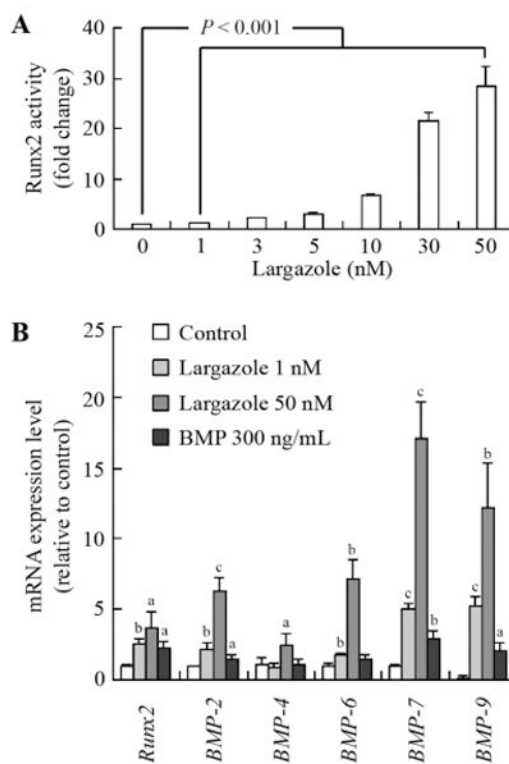 A
P < 0.001
Runx2 activity
(fold change)
40
30
20
10
0
0 1 3 5 10 30 50
Largazole (nM)
B
mRNA expression level
(relative to control)
25
20
15
10
5
0
Control
Largazole 1 nM
Largazole 50 nM
BMP 300 ng/mL
b a a
b c a
a
b b
c c b
c b a
Runx2 BMP-2 BMP-4 BMP-6 BMP-7 BMP-9